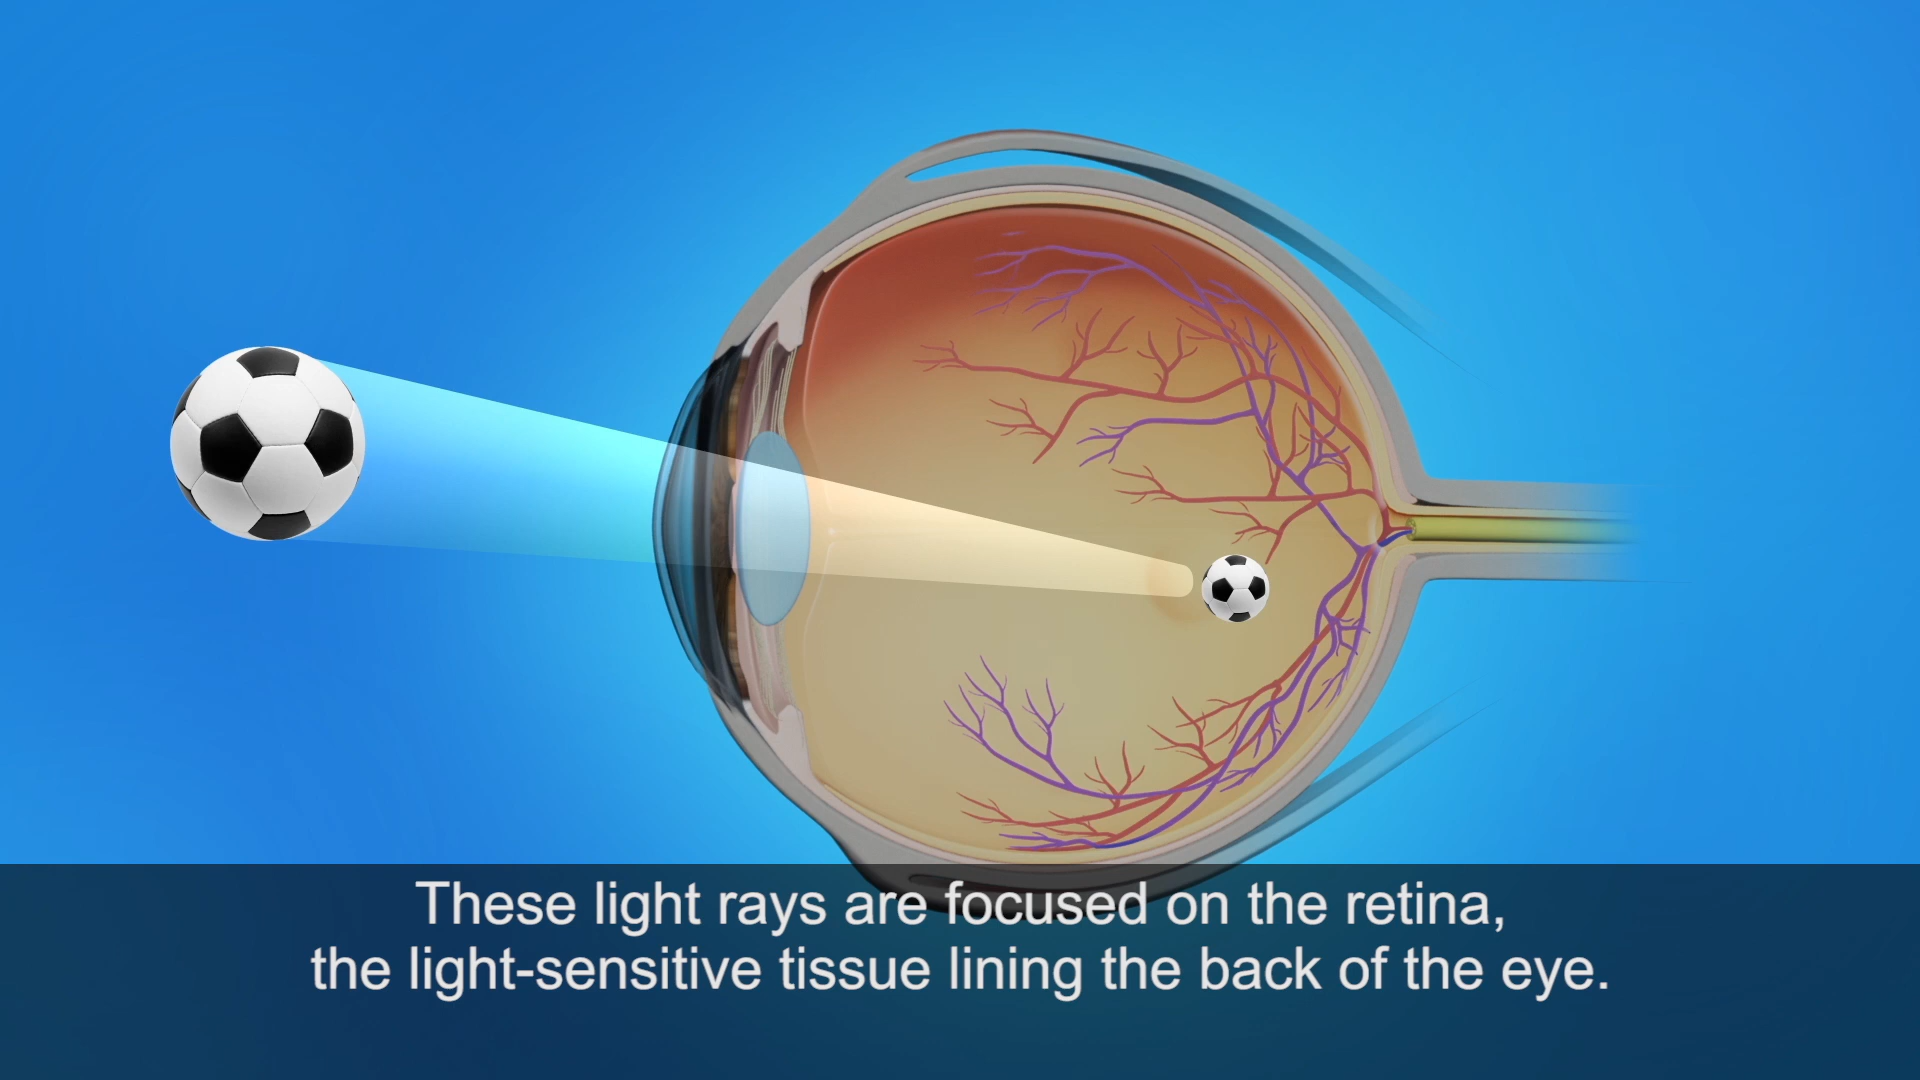 These light rays are focused on the retina,
the light-sensitive tissue lining the back of the eye.